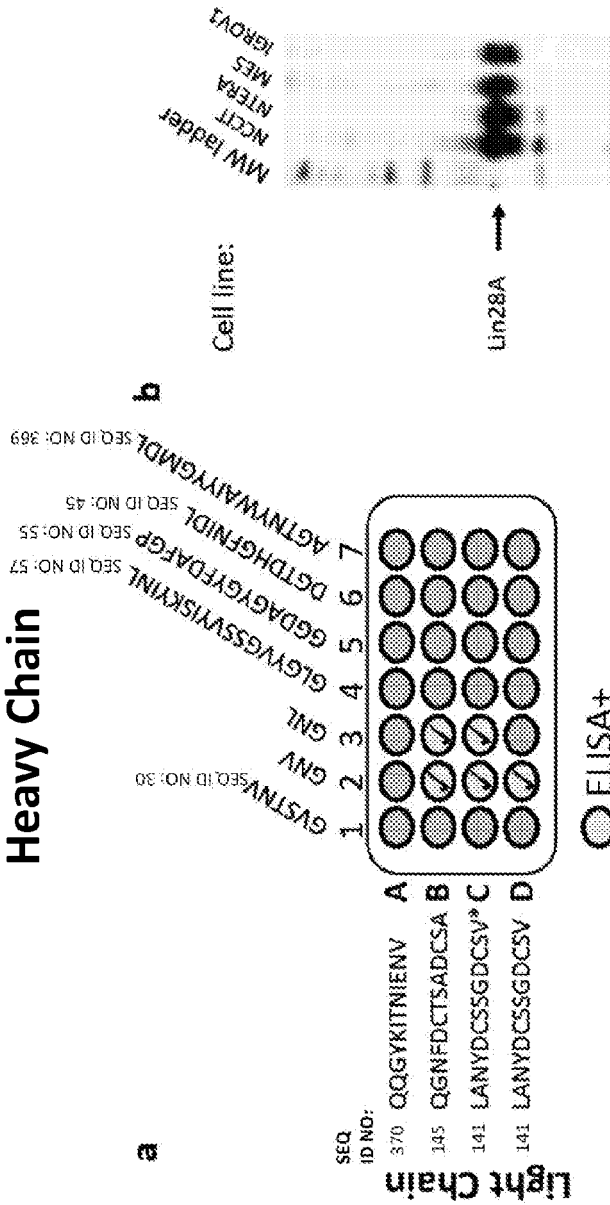 Heavy Chain
a
GVSTNV SEQ ID NO: 30
GNV
GNL
GLGYVGSSVYISKYINL SEQ ID NO: 57
GGDAGYGYFDAFGP SEQ ID NO: 55
DGTDHGFNIDL SEQ ID NO: 45
AGTNYWAIYYGMDL SEQ ID NO: 369
1 2 3 4 5 6 7
SEQ
ID NO:
370 QQGYKITNIENV A
145 QGNFDCTSADCSA B
141 LANYDCSSGDCSV* C
141 LANYDCSSGDCSV D
Light Chain
ELISA+
b
Cell line:
MW ladder
NCCIT
NTERA
MES
IGROV1
Lin28A